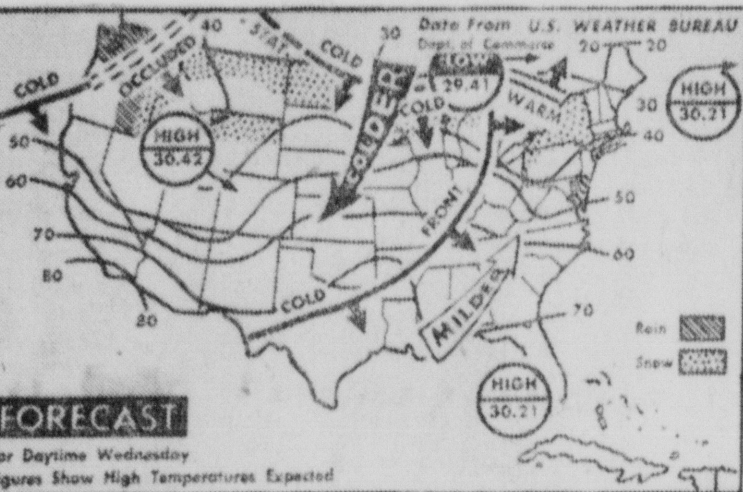 Data From U.S. WEATHER BUREAU
Dept. of Commerce
20 20
40
STAT
COLD
30
COLD
OCCLUDED
COLDER
LOW
29.41
COLD
WARM
HIGH
30.21
30
40
HIGH
30.42
50
60
70
80
80
FRONT
COLD
MILDER
50
60
70
HIGH
30.21
Rain
Snow
FORECAST
or Daytime Wednesday
igures Show High Temperatures Expected